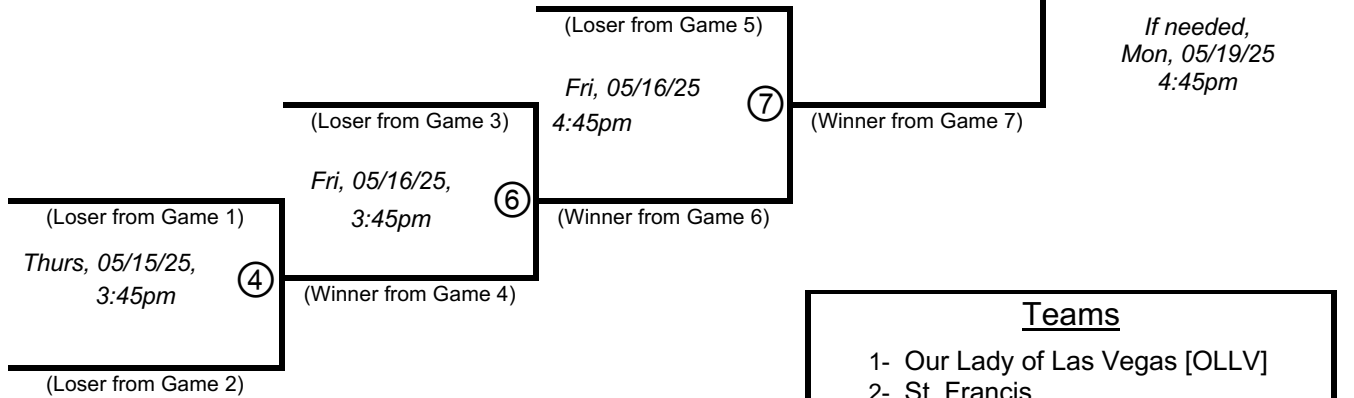 (Loser from Game 5)
If needed,
Mon, 05/19/25
4:45pm
Fri, 05/16/25
4:45pm
7
(Loser from Game 3)
(Winner from Game 7)
Fri, 05/16/25,
3:45pm
6
(Loser from Game 1)
(Winner from Game 6)
Thurs, 05/15/25,
3:45pm
4
(Winner from Game 4)
(Loser from Game 2)
Teams
1- Our Lady of Las Vegas [OLLV]
2- St. Francis